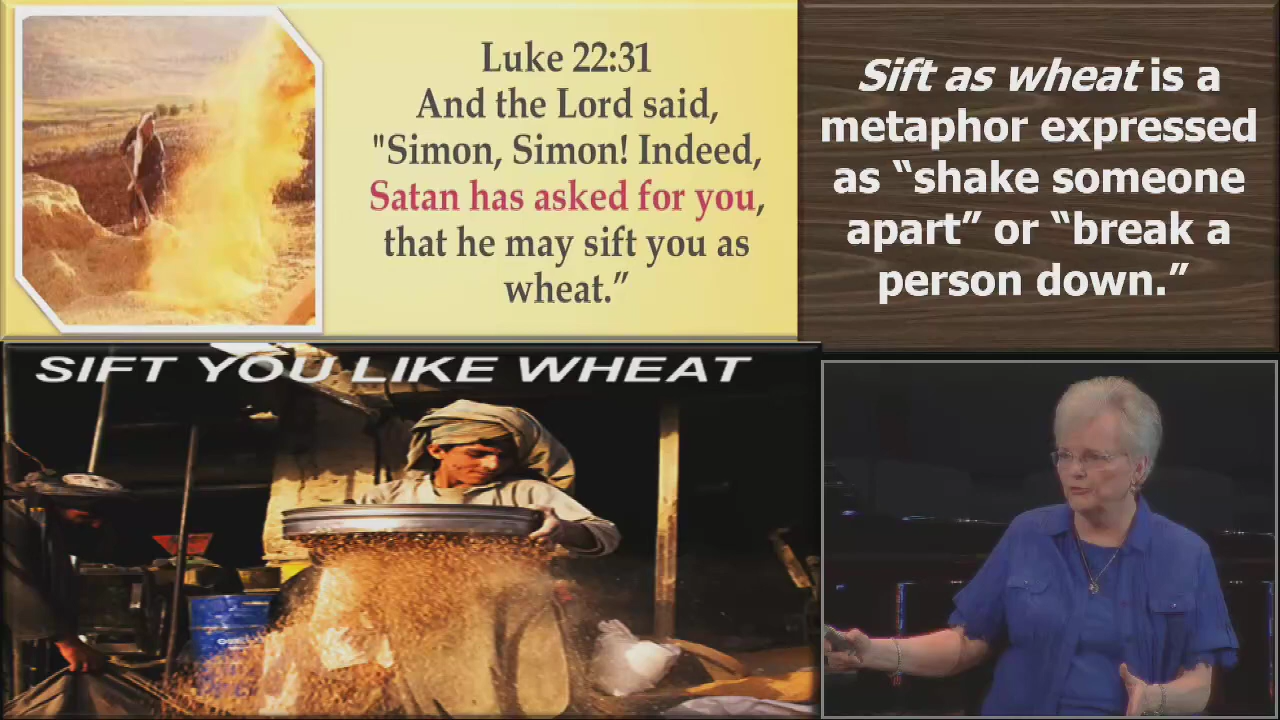 Luke 22:31
And the Lord said,
"Simon, Simon! Indeed,
Satan has asked for you,
that he may sift you as
wheat.”
Sift as wheat is a
metaphor expressed
as “shake someone
apart” or “break a
person down.”
SIFT YOU LIKE WHEAT